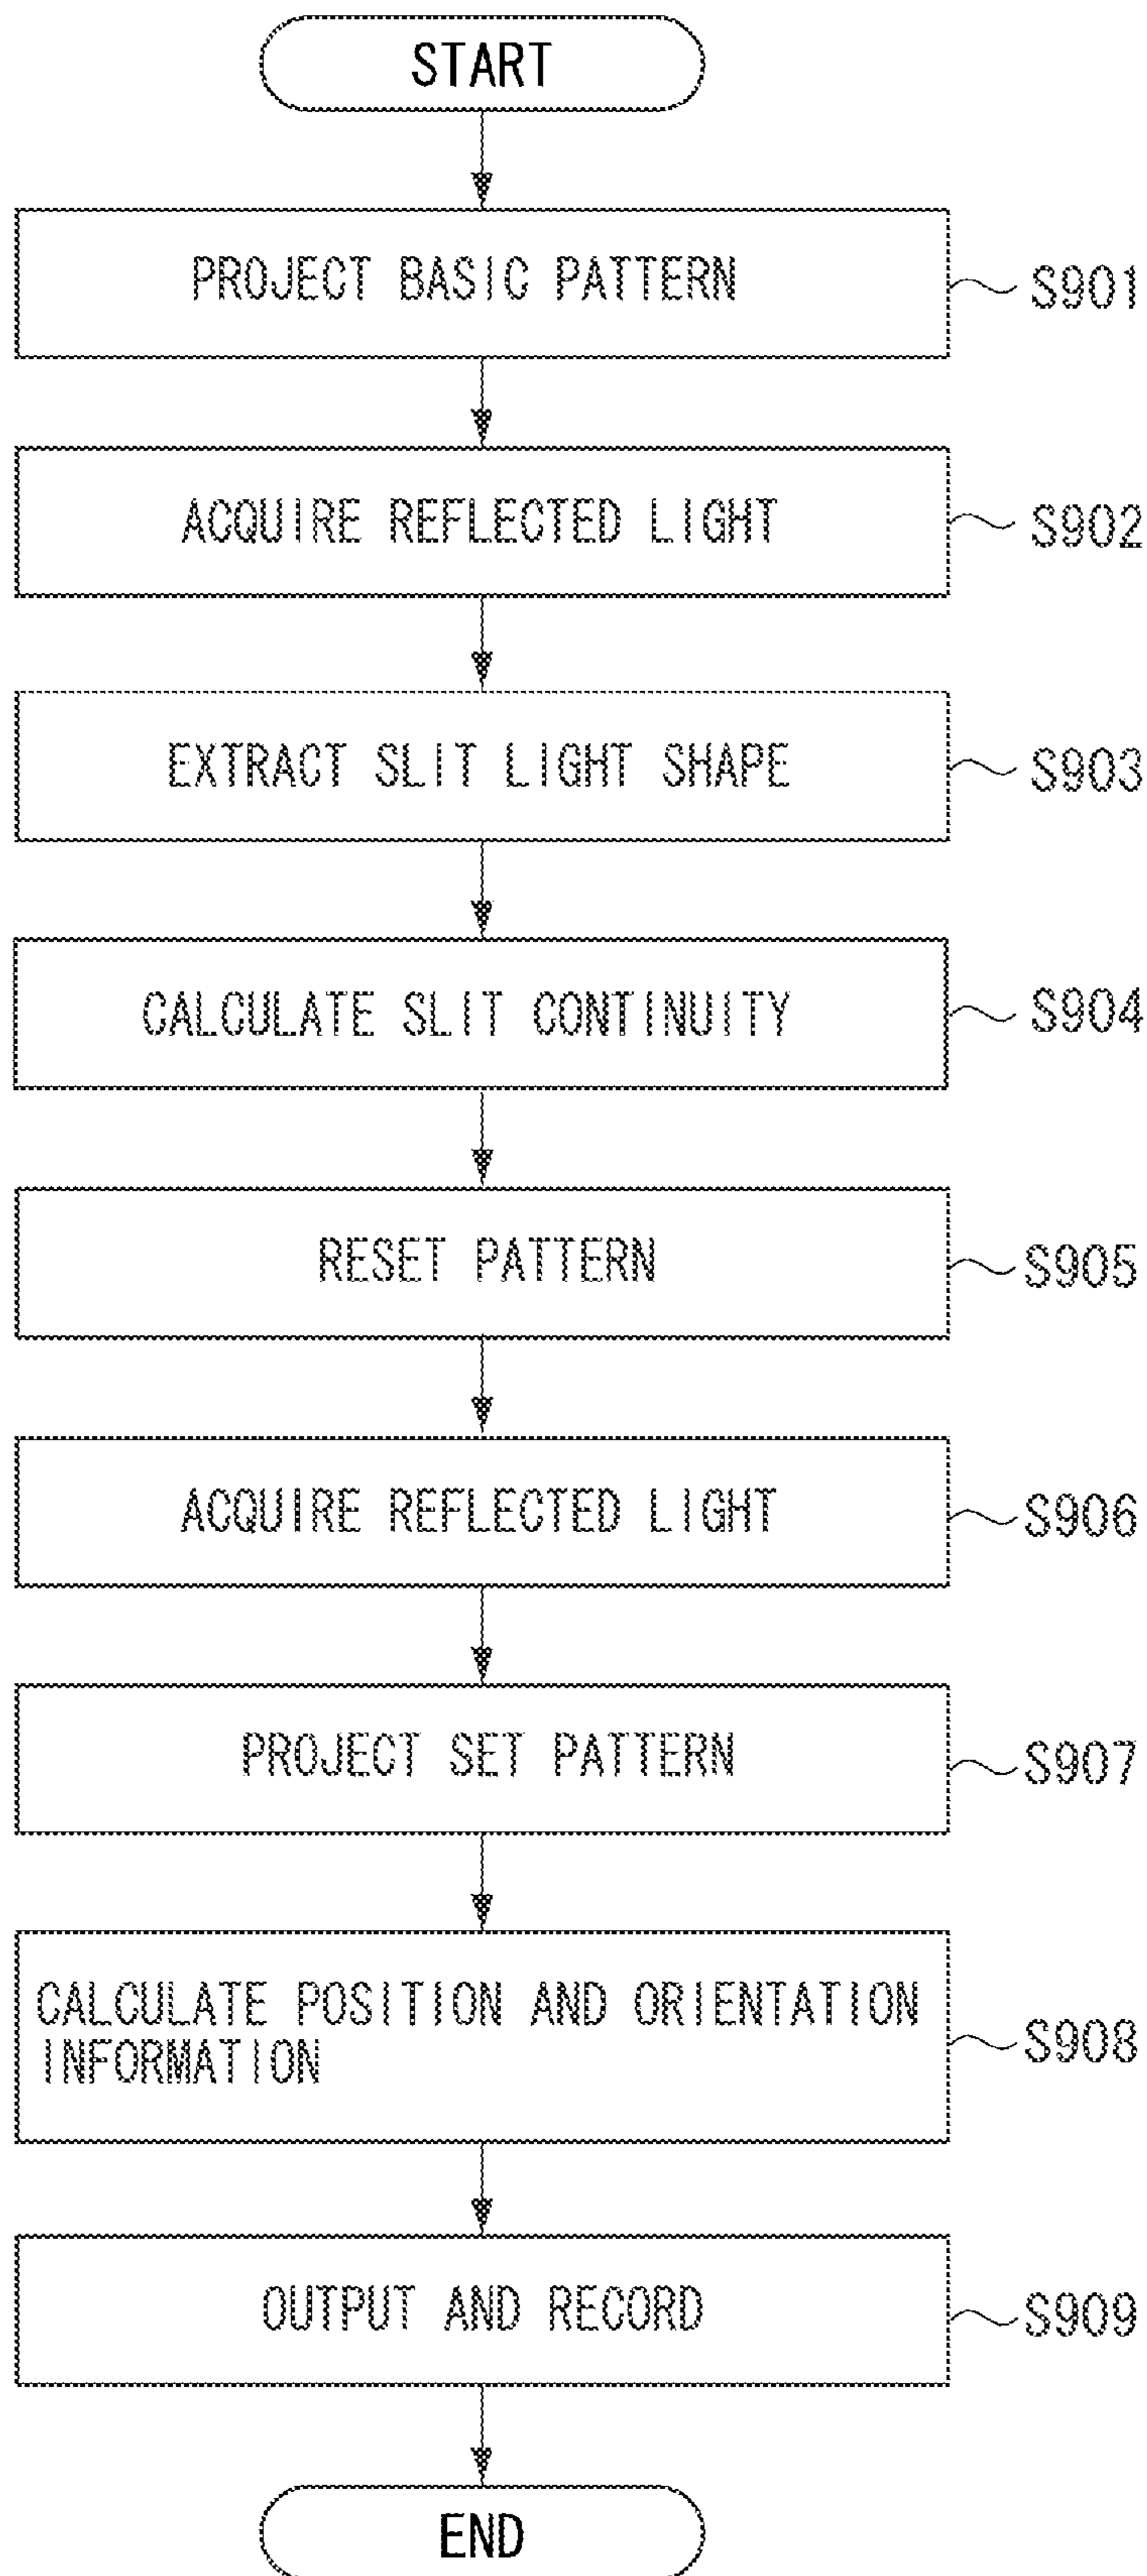 START
PROJECT BASIC PATTERN
S901
ACQUIRE REFLECTED LIGHT
S902
EXTRACT SLIT LIGHT SHAPE
S903
CALCULATE SLIT CONTINUITY
S904
RESET PATTERN
S905
ACQUIRE REFLECTED LIGHT
S906
PROJECT SET PATTERN
S907
CALCULATE POSITION AND ORIENTATION
INFORMATION
S908
OUTPUT AND RECORD
S909
END